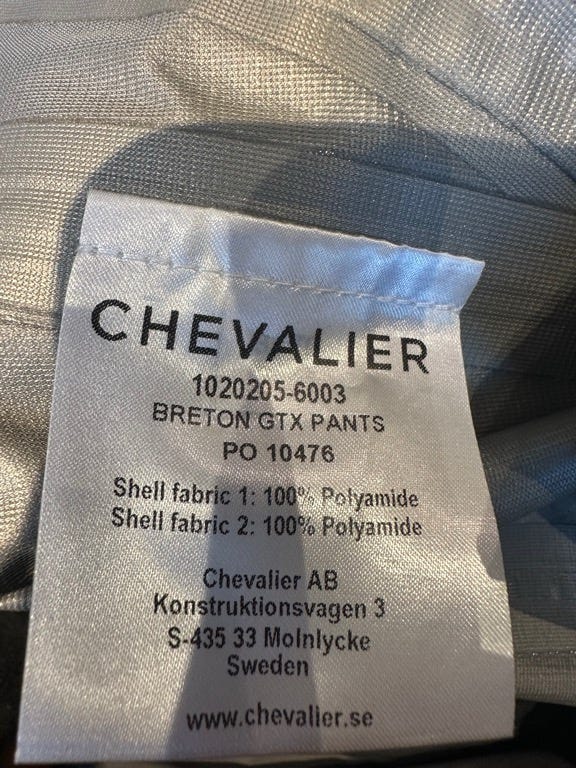 CHEVALIER
1020205-6003
BRETON GTX PANTS
PO 10476
Shell fabric 1: 100% Polyamide
Shell fabric 2: 100% Polyamide
Chevalier AB
Konstruktionsvagen 3
S-435 33 Molnlycke
Sweden
www.chevalier.se